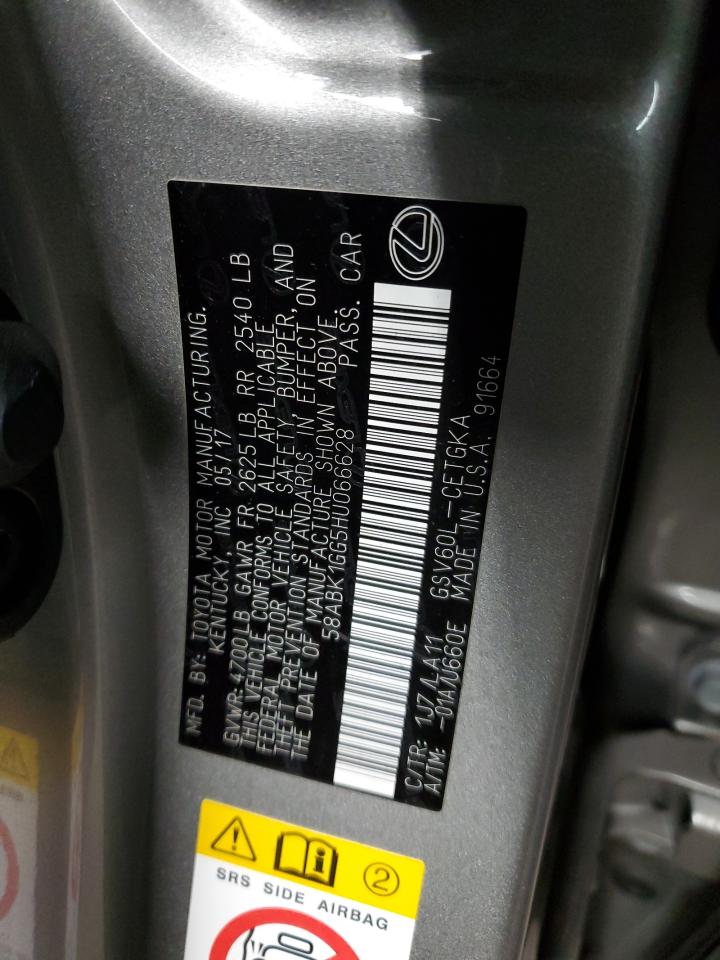 MFD. BY: TOYOTA MOTOR MANUFACTURING,
KENTUCKY, INC 05/17
GVWR 4700LB GAWR FR 2625LB RR 2540 LB
THIS VEHICLE CONFORMS TO ALL APPLICABLE
FEDERAL MOTOR VEHICLE SAFETY, BUMPER, AND
THEFT PREVENTION STANDARDS IN EFFECT ON
THE DATE OF MANUFACTURE SHOWN ABOVE.
58ABK1GG5HU066628 PASS. CAR
C/TR: 1J7/LA11 GSV60L-CETGKA
A/TM: -01A/U660E MADE IN U.S.A. 91664
2
SRS SIDE AIRBAG